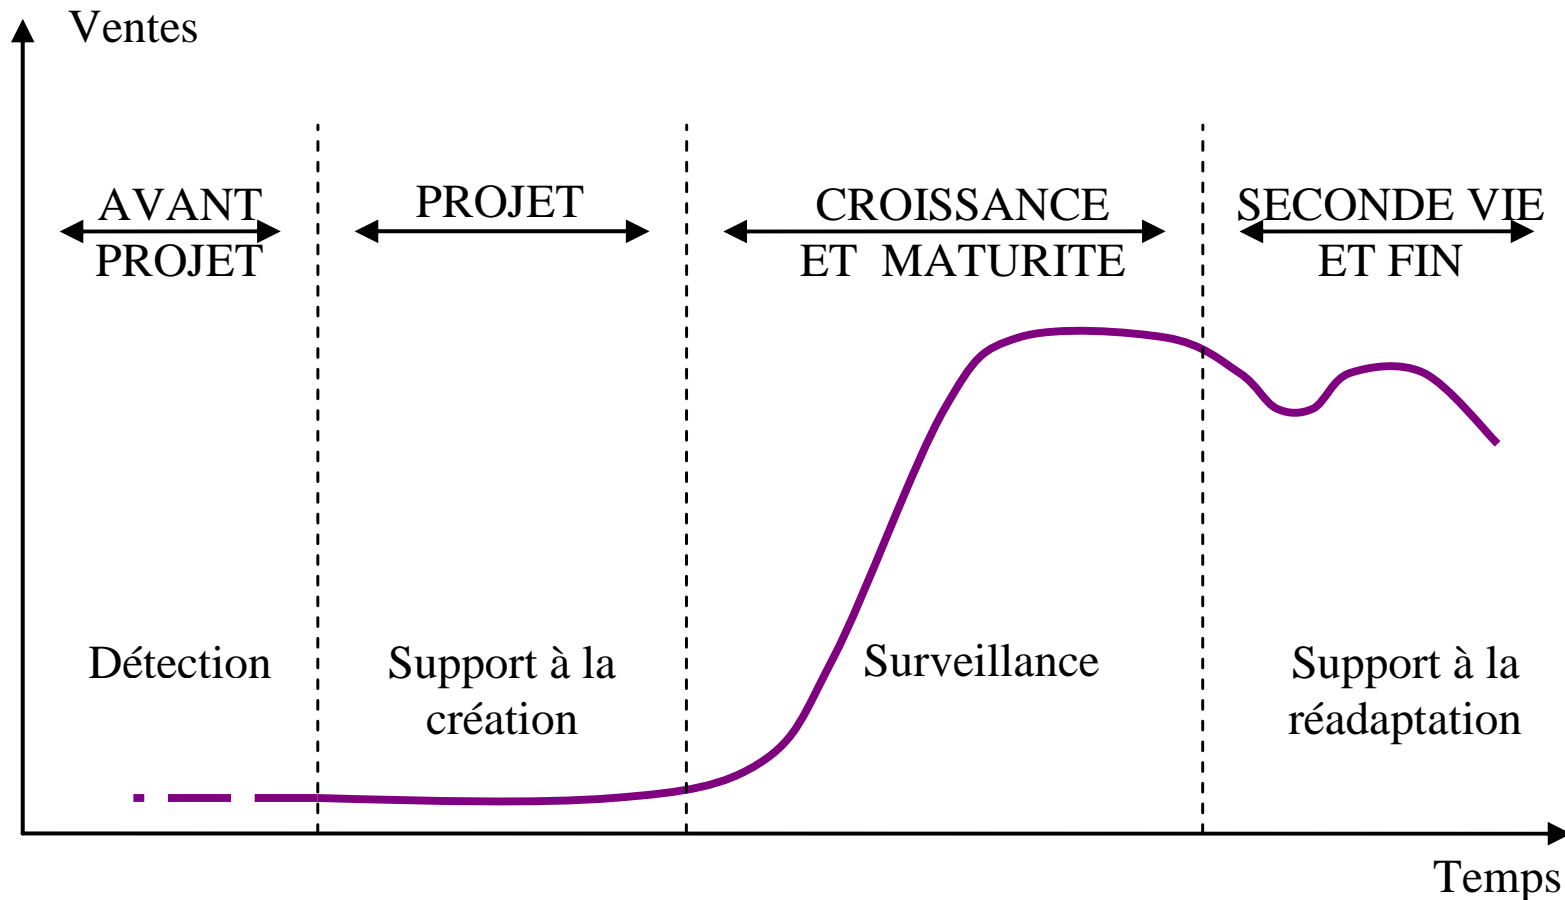 Ventes
AVANT
PROJET
PROJET
CROISSANCE
ET MATURITE
SECONDE VIE
ET FIN
Détection
Support à la
création
Surveillance
Support à la
réadaptation
Temps